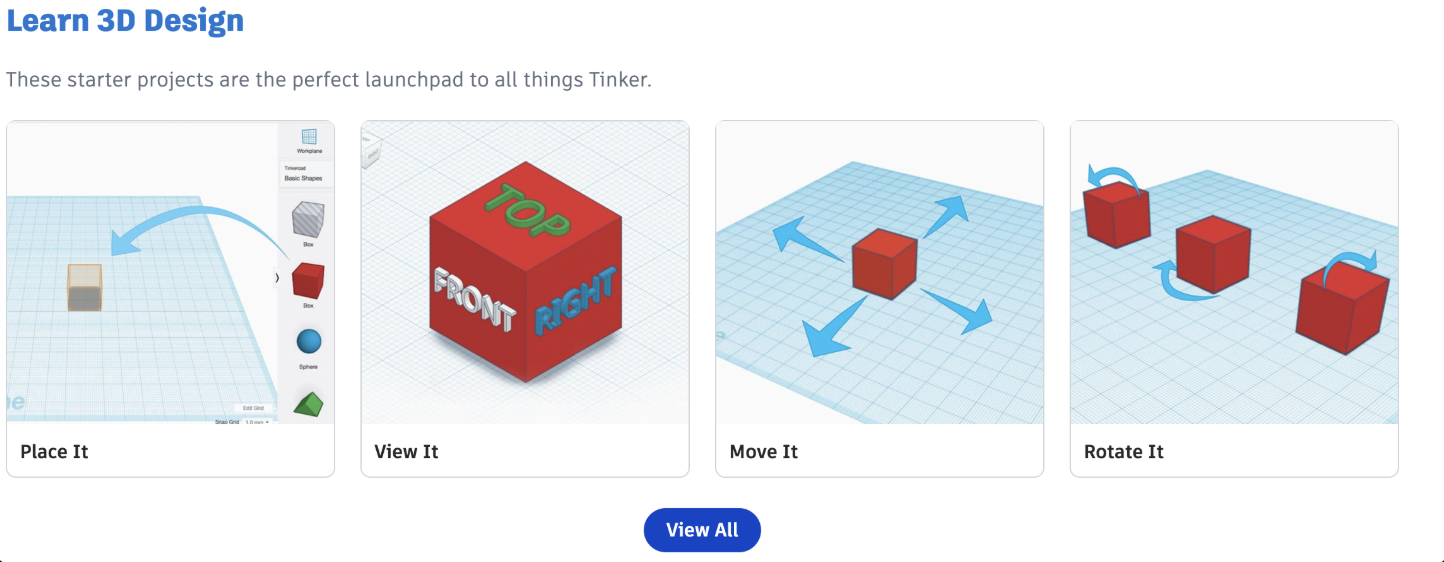 Learn 3D Design
These starter projects are the perfect launchpad to all things Tinker.
Workplane
Tinkercad
Basic Shapes
Box
Box
Sphere
Edit Grid
Snap Grid 1.0 mm
Place It
TOP
FRONT
RIGHT
View It
Move It
Rotate It
View All